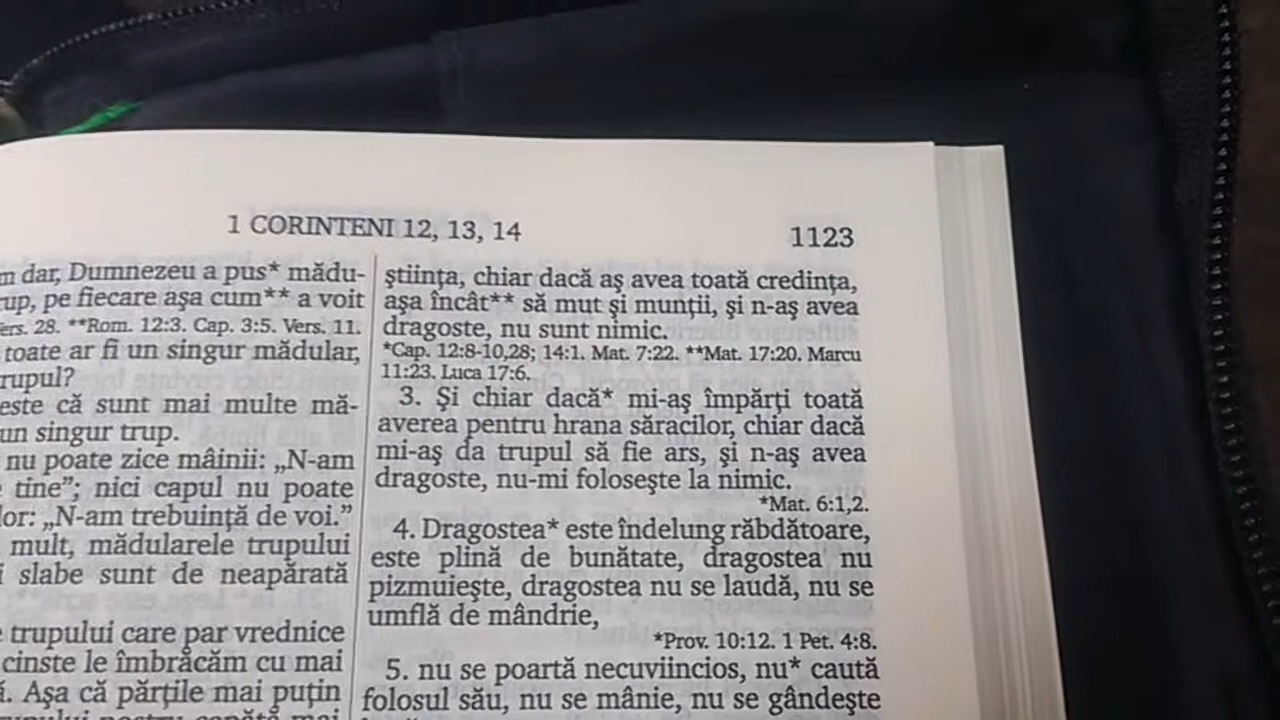 1 CORINTENI 12, 13, 14
1123
dar, Dumnezeu a pus* mădu-
pe fiecare aşa cum** a voit
28. **Rom. 12:3. Cap. 3:5. Vers. 11.
toate ar fi un singur mădular,
este că sunt mai multe mă-
un singur trup.
nu poate zice mâinii: „N-am
tine”; nici capul nu poate
„N-am trebuinţă de voi.”
mult, mădularele trupului
slabe sunt de neapărată
trupului care par vrednice
cinste le îmbrăcăm cu mai
Aşa că părţile mai puţin
ştiinţa, chiar dacă aş avea toată credinţa,
aşa încât** să mut şi munţii, şi n-aş avea
dragoste, nu sunt nimic.
*Cap. 12:8-10,28; 14:1. Mat. 7:22. **Mat. 17:20. Marcu
11:23. Luca 17:6.
3. Şi chiar dacă* mi-aş împărţi toată
averea pentru hrana săracilor, chiar dacă
mi-aş da trupul să fie ars, şi n-aş avea
dragoste, nu-mi foloseşte la nimic.
*Mat. 6:1,2.
4. Dragostea* este îndelung răbdătoare,
este plină de bunătate, dragostea nu
pizmuieşte, dragostea nu se laudă, nu se
umflă de mândrie,
*Prov. 10:12. 1 Pet. 4:8.
5. nu se poartă necuviincios, nu* caută
folosul său, nu se mânie, nu se gândeşte